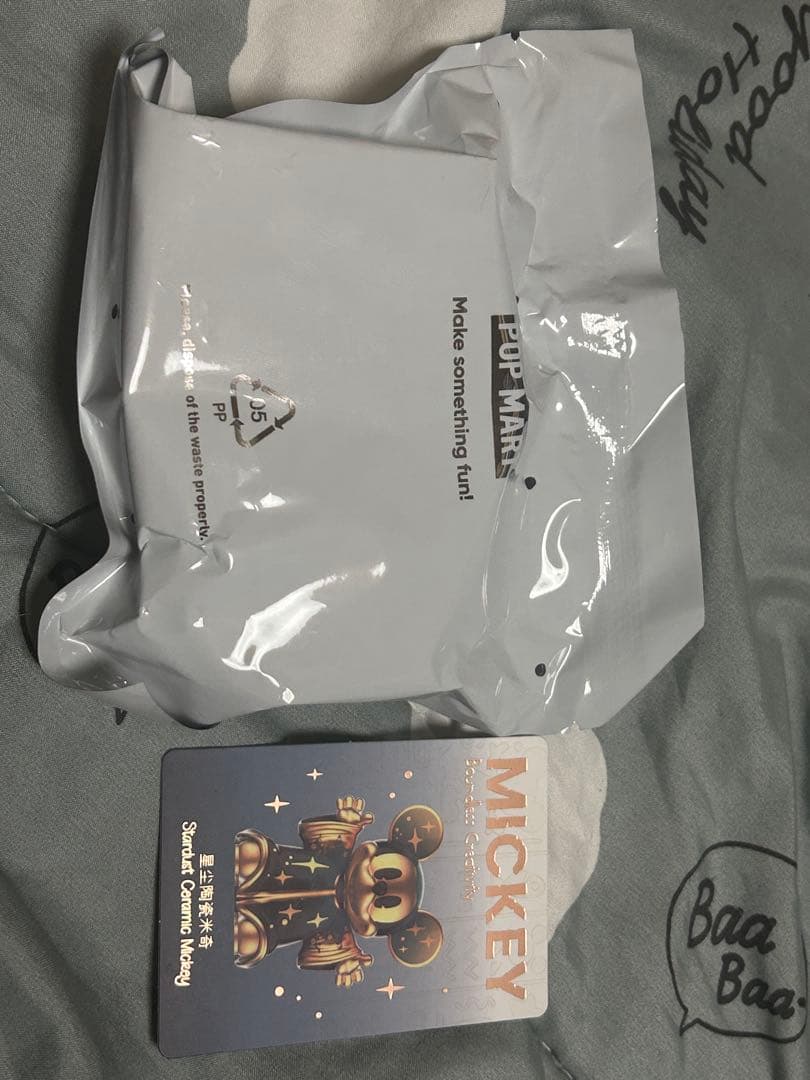 POP MART
Make something fun!
05
PP
Please, dispose of the waste property.
MICKEY
Boundless Creativity
星尘陶瓷米奇
Stardust Ceramic Mickey
Good
Holiday
Baa
Baa